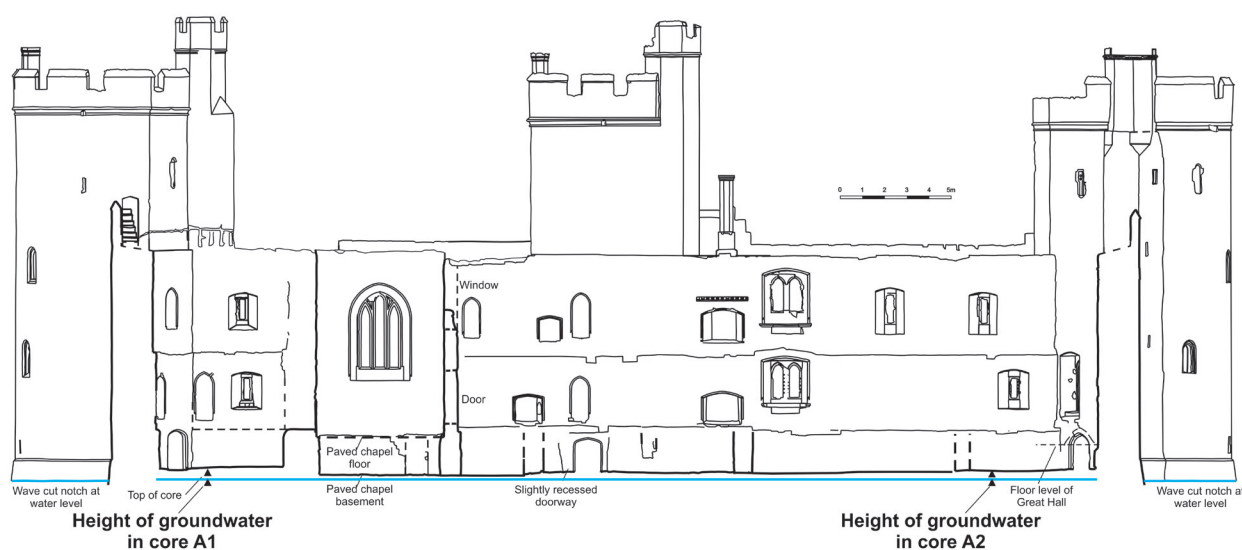 0 1 2 3 4 5m
Window
Door
Paved chapel
floor
Wave cut notch at
water level
Top of core
Paved chapel
basement
Slightly recessed
doorway
Floor level of
Great Hall
Wave cut notch at
water level
Height of groundwater
in core A1
Height of groundwater
in core A2